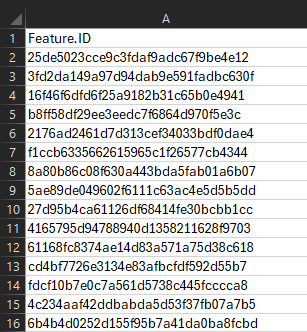 A
1 Feature.ID
2 25de5023cce9c3fdaf9adc67f9be4e12
3 3fd2da149a97d94dab9e591fadbc630f
4 16f46f6dfd6f25a9182b31c65b0e4941
5 b8ff58df29ee3eedc7f6864d970f5e3c
6 2176ad2461d7d313cef34033bdf0dae4
7 f1ccb6335662615965c1f26577cb4344
8 8a80b86c08f630a443bda5fab01a6b07
9 5ae89de049602f6111c63ac4e5d5b5dd
10 27d95b4ca61126df68414fe30bcbb1cc
11 4165795d94788940d1358211628f9703
12 61168fc8374ae14d83a571a75d38c618
13 cd4bf7726e3134e83afbcfdf592d55b7
14 fdcf10b7e0c7a561d5738c445fcccca8
15 4c234aaf42ddbabda5d53f37fb07a7b5
16 6b4b4d0252d155f95b7a41da0ba8fcbd